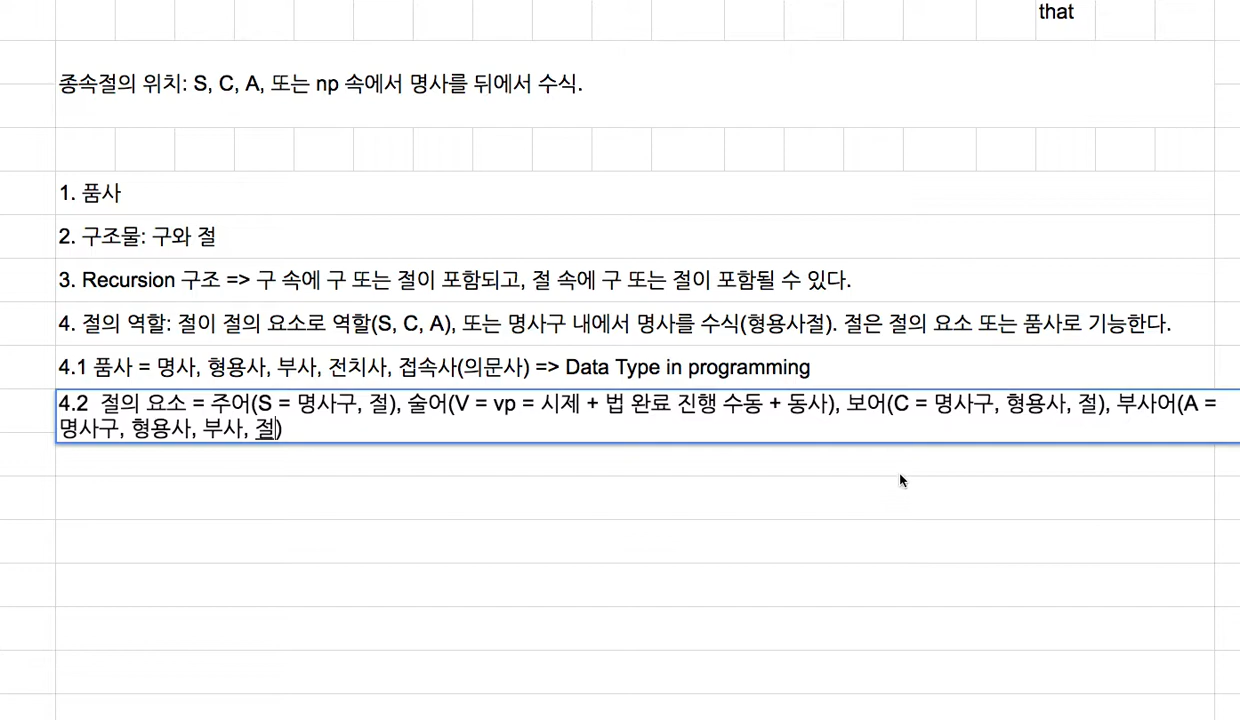 that
종속절의 위치: S, C, A, 또는 np 속에서 명사를 뒤에서 수식.
1. 품사
2. 구조물: 구와 절
3. Recursion 구조 => 구 속에 구 또는 절이 포함되고, 절 속에 구 또는 절이 포함될 수 있다.
4. 절의 역할: 절이 절의 요소로 역할(S, C, A), 또는 명사구 내에서 명사를 수식(형용사절). 절은 절의 요소 또는 품사로 기능한다.
4.1 품사 = 명사, 형용사, 부사, 전치사, 접속사(의문사) => Data Type in programming
4.2  절의 요소 = 주어(S = 명사구, 절), 술어(V = vp = 시제 + 법 완료 진행 수동 + 동사), 보어(C = 명사구, 형용사, 절), 부사어(A =
명사구, 형용사, 부사, 절)